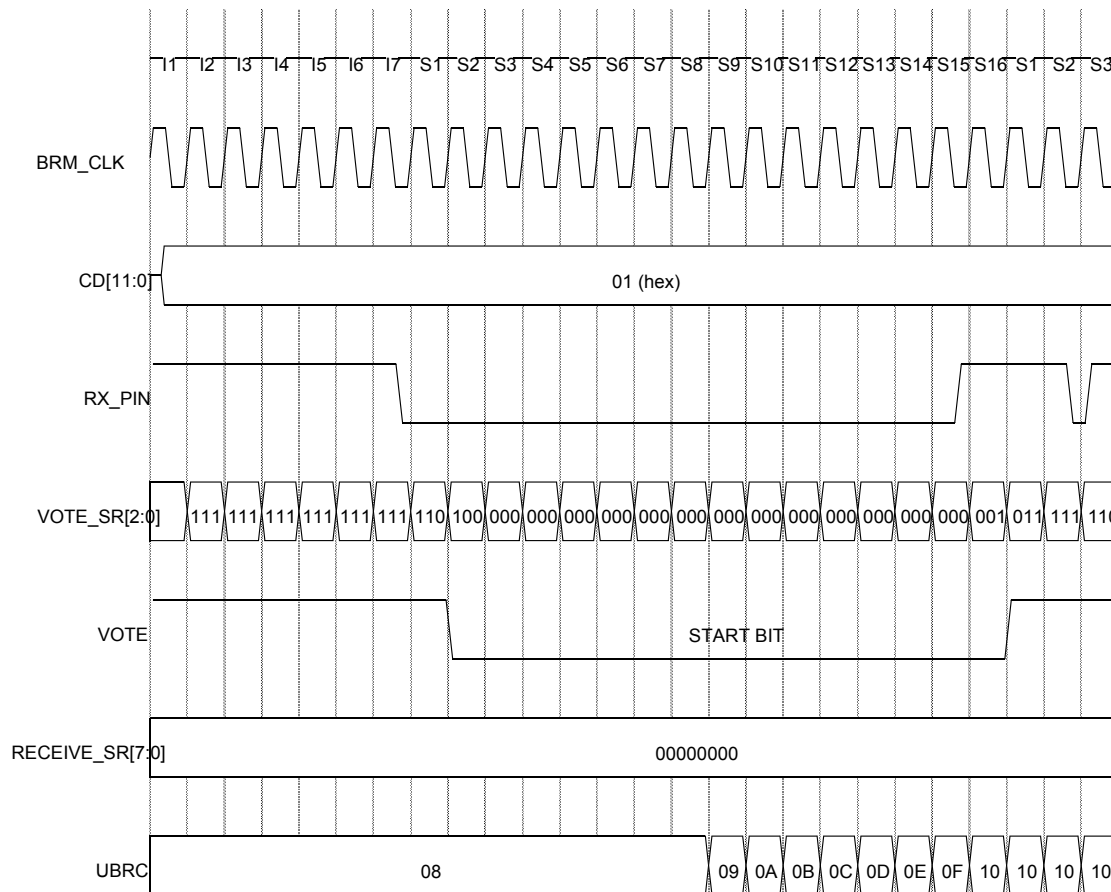 I1 I2 I3 I4 I5 I6 I7 S1 S2 S3 S4 S5 S6 S7 S8 S9 S10 S11 S12 S13 S14 S15 S16 S1 S2 S3
BRM_CLK
CD[11:0] 01 (hex)
RX_PIN
VOTE_SR[2:0] 111 111 111 111 111 111 110 100 000 000 000 000 000 000 000 000 000 000 000 000 000 001 011 111 110
VOTE START BIT
RECEIVE_SR[7:0] 00000000
UBRC 08 09 0A 0B 0C 0D 0E 0F 10 10 10 10